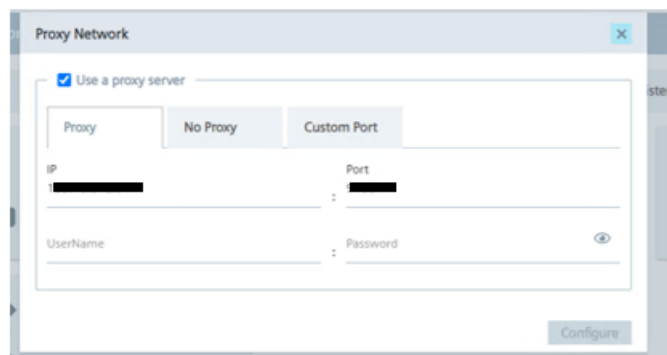 Proxy Network
Use a proxy server
Proxy No Proxy Custom Port
IP Port
: 
UserName : Password
Configure